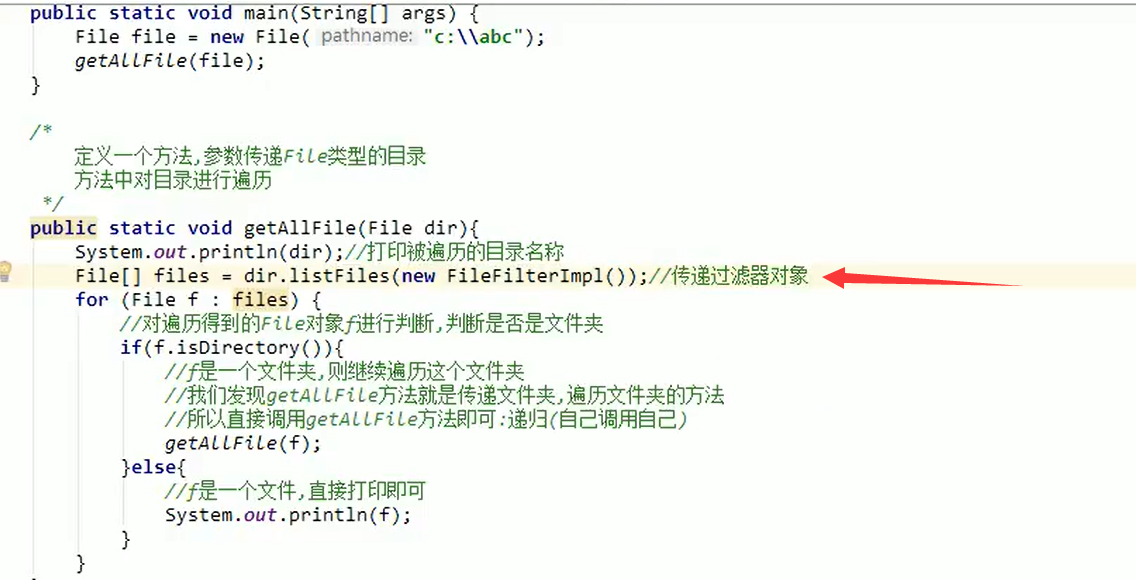 public static void main(String[] args) {
File file = new File( pathname: "c:\\abc");
getAllFile(file);
}
/*
定义一个方法,参数传递File类型的目录
方法中对目录进行遍历
*/
public static void getAllFile(File dir){
System.out.println(dir);//打印被遍历的目录名称
File[] files = dir.listFiles(new FileFilterImpl());//传递过滤器对象
for (File f : files) {
//对遍历得到的File对象f进行判断,判断是否是文件夹
if(f.isDirectory()){
//f是一个文件夹,则继续遍历这个文件夹
//我们发现getAllFile方法就是传递文件夹,遍历文件夹的方法
//所以直接调用getAllFile方法即可:递归(自己调用自己)
getAllFile(f);
}else{
//f是一个文件,直接打印即可
System.out.println(f);
}
}